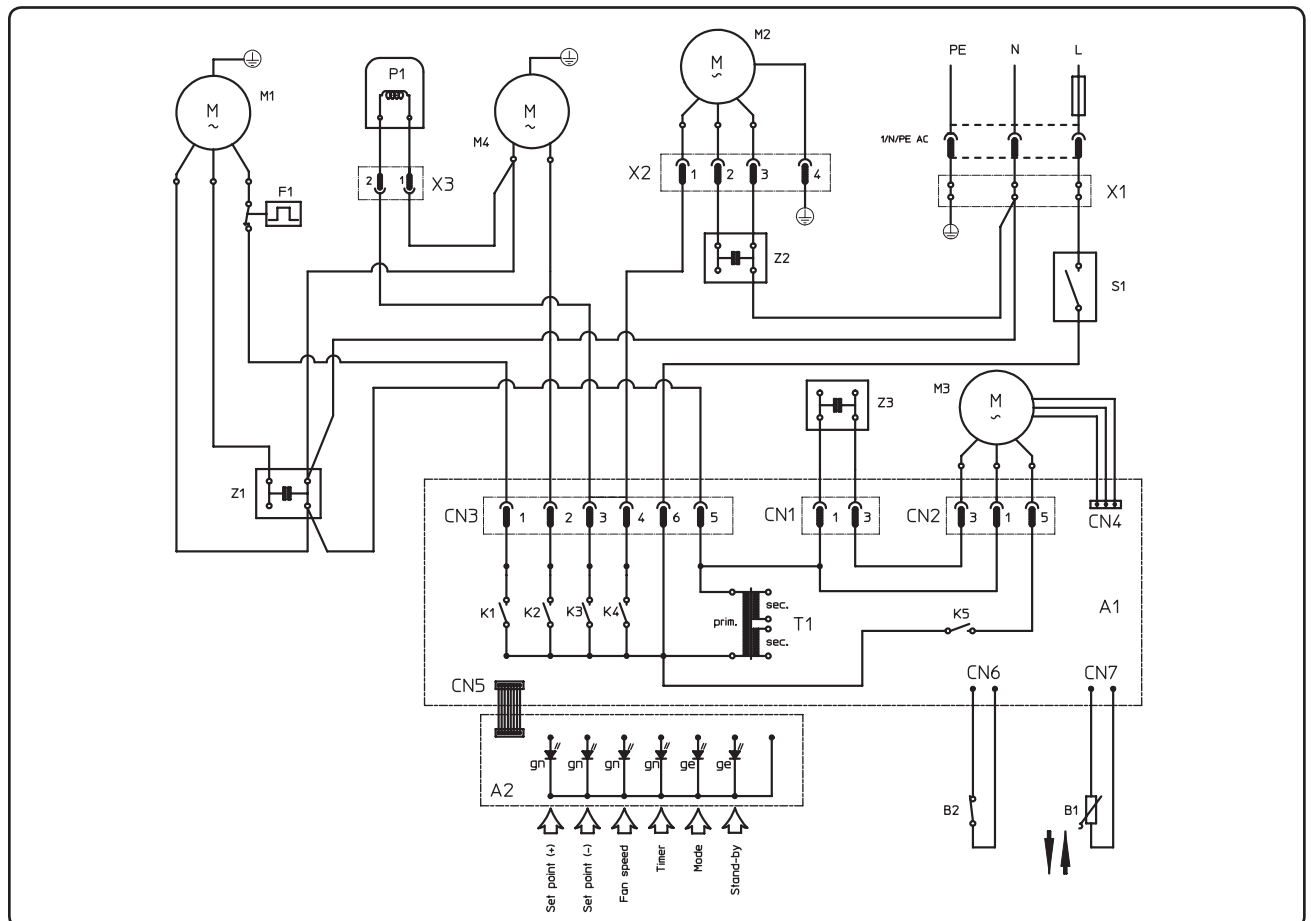 M2
PE N L
M
~
P1
M1
M
~
M
~
M4
1/N/PE AC
X2 1 2 3 4
2 1 X3
X1
F1
Z2
S1
M3
M
~
Z3
Z1
CN3 1 2 3 4 6 5
CN1 1 3
CN2 3 1 5
CN4
K1 K2 K3 K4
prim.
sec.
sec.
T1
K5
A1
CN5
CN6
CN7
gn gn gn gn ge ge
A2
B2
B1
Set point (+)
Set point (-)
Fan speed
Timer
Mode
Stand-by